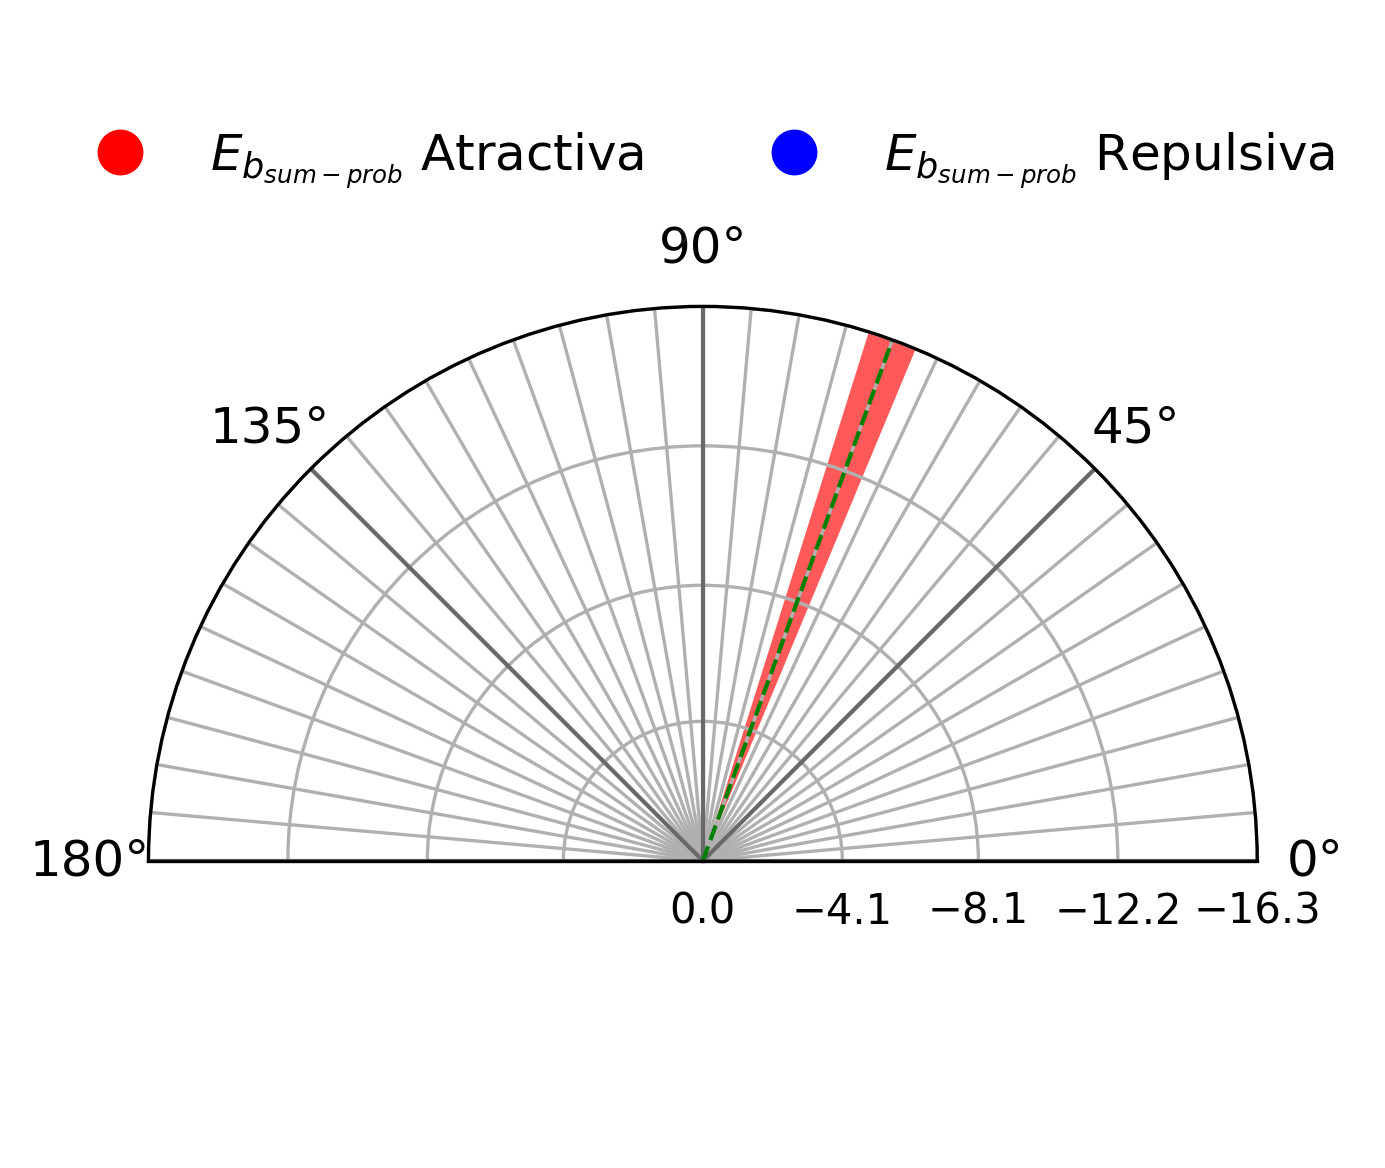 E_{b_{sum-prob}} Atractiva E_{b_{sum-prob}} Repulsiva
90°
135° 45°
180° 0°
0.0 −4.1 −8.1 −12.2 −16.3